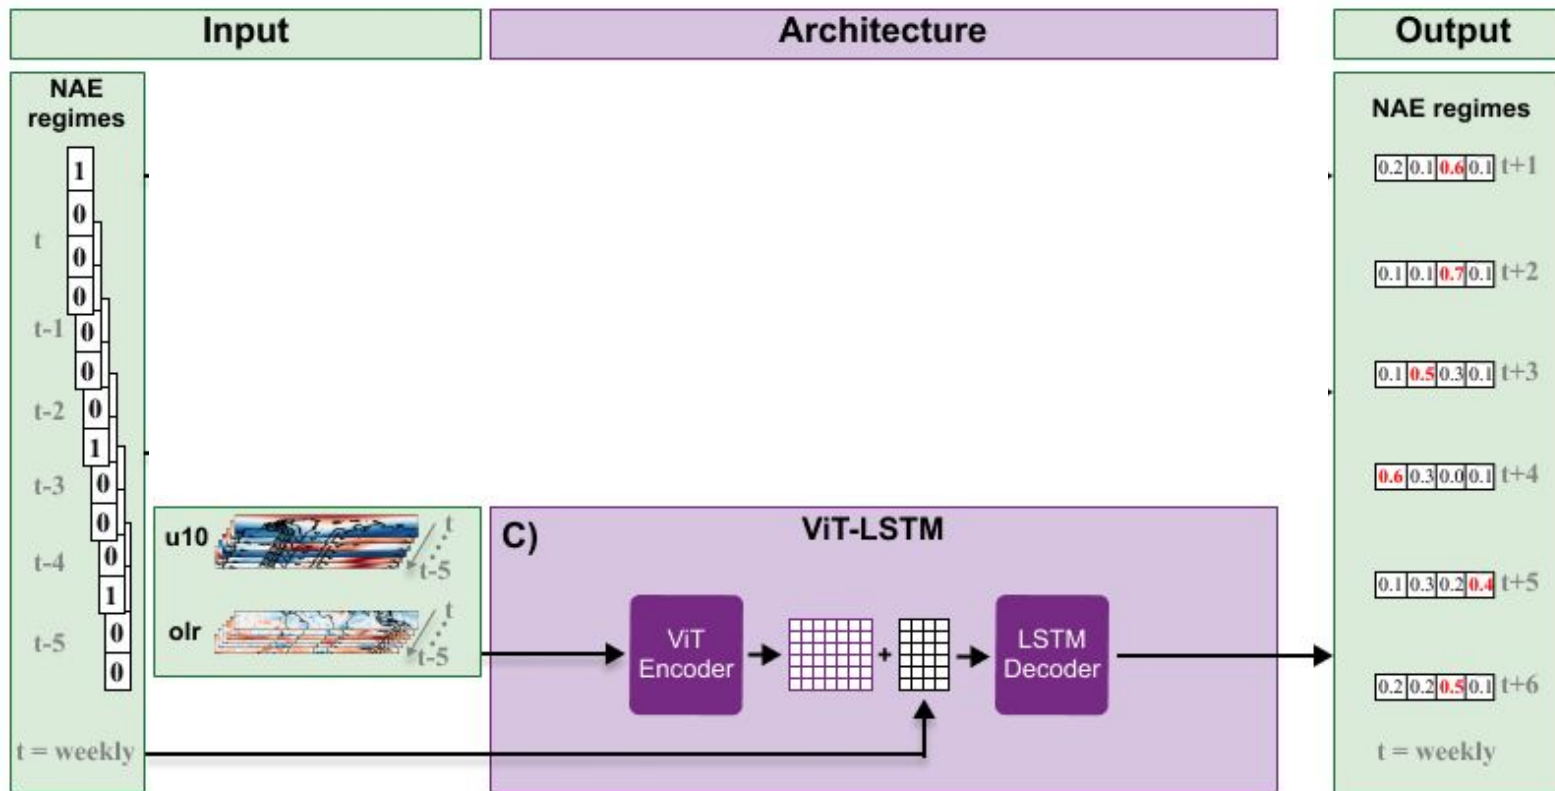 Input
Architecture
Output
NAE
regimes
1
0
t
0
0
t-1
0
0
t-2
0
1
t-3
0
0
t-4
0
1
t-5
0
0
t = weekly
u10
t
t-5
olr
t
t-5
C)
ViT-LSTM
ViT
Encoder
+
LSTM
Decoder
NAE regimes
0.2 0.1 0.6 0.1 t+1
0.1 0.1 0.7 0.1 t+2
0.1 0.5 0.3 0.1 t+3
0.6 0.3 0.0 0.1 t+4
0.1 0.3 0.2 0.4 t+5
0.2 0.2 0.5 0.1 t+6
t = weekly